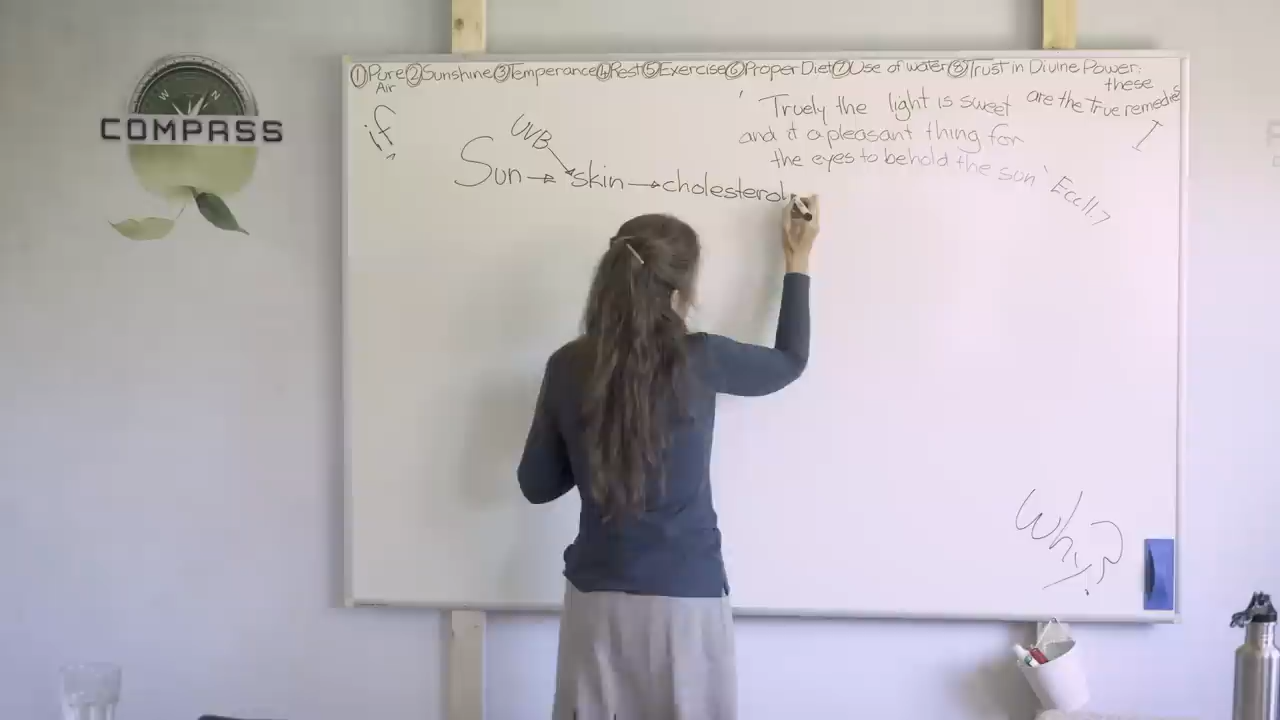 W N
COMPASS
①Pure Air ②Sunshine ③Temperance ④Rest ⑤Exercise ⑥Proper Diet ⑦Use of water ⑧Trust in Divine Power:
these
are the true remedies
if
' Truely the light is sweet
and it a pleasant thing for
the eyes to behold the sun' Eccl 1:7
UVB
Sun → skin → cholesterol
Why?